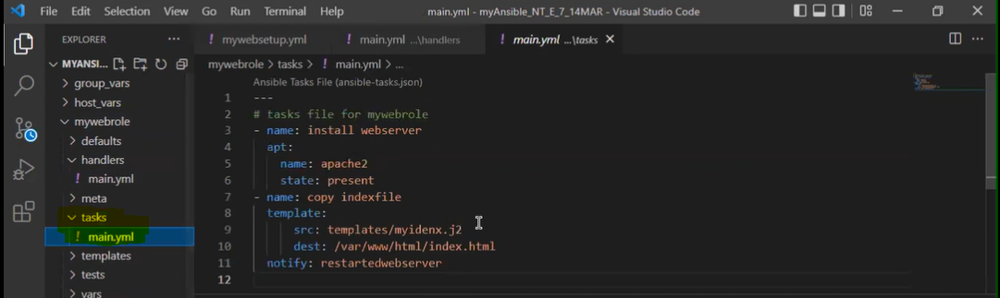 File Edit Selection View Go Run Tasks Terminal Help main.yml - myAnsible_NT_E_7_14MAR - Visual Studio Code
EXPLORER ···
MYANSI...
group_vars
host_vars
mywebrole
defaults
handlers
! main.yml
meta
tasks
! main.yml
templates
tests
vars
! mywebsetup.yml ! main.yml ...\handlers ! main.yml ...\tasks
mywebrole > tasks > ! main.yml > ...
Ansible Tasks File (ansible-tasks.json)
1 ---
2 # tasks file for mywebrole
3 - name: install webserver
4 apt:
5 name: apache2
6 state: present
7 - name: copy indexfile
8 template:
9 src: templates/myidenx.j2
10 dest: /var/www/html/index.html
11 notify: restartedwebserver
12